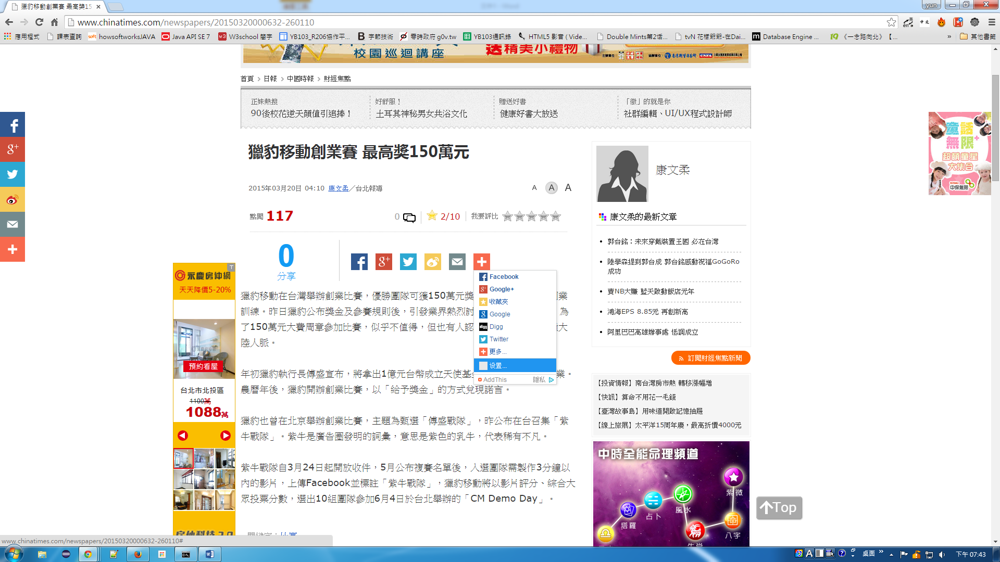 獵豹移動創業賽 最高獎15
yun
www.chinatimes.com/newspapers/20150320000632-260110
應用程式
課表查詢
howsoftworksJAVA
Java API SE 7
W3school 簡字
YB103_R206協作平...
字節技術
零時政府 g0v.tw
YB103通訊錄
HTML5 影音 ( Vide...
Double Mints第2话...
tvN 花樣爺爺-在Dai...
Database Engine ...
《一念路向北》【...
»
其他書籤
校園巡迴講座
送精美小禮物
首頁 > 日報 > 中國時報 > 財經焦點
正妹熱搜
90後校花逆天顏值引追捧！
好舒服！
土耳其神秘男女共浴文化
贈送好書
健康好書大放送
「徵」的就是你
社群編輯、UI/UX程式設計師
獵豹移動創業賽 最高獎150萬元
2015年03月20日 04:10 康文柔／台北報導
A A A
點閱 117
0
2/10
我要評比
0
分享
Facebook
Google+
收藏夾
Google
Digg
Twitter
更多...
设置...
AddThis
隱私
獵豹移動在台灣舉辦創業比賽，優勝團隊可獲150萬元獎
業
訓練。昨日獵豹公布獎金及參賽規則後，引發業界熱烈討
為
了150萬元大費周章參加比賽，似乎不值得，但也有人認
大
陸人脈。
年初獵豹執行長傅盛宣布，將拿出1億元台幣成立天使基
業。
農曆年後，獵豹開辦創業比賽，以「給予獎金」的方式兌現諾言。
獵豹也曾在北京舉辦創業比賽，主題為甄選「傅盛戰隊」，昨公布在台召集「紫
牛戰隊」。紫牛是廣告圈發明的詞彙，意思是紫色的乳牛，代表稀有不凡。
紫牛戰隊自3月24日起開放收件，5月公布複賽名單後，入選團隊需製作3分鐘以
內的影片，上傳Facebook並標註「紫牛戰隊」，獵豹移動將以影片評分、綜合大
眾投票分數，選出10組團隊參加6月4日於台北舉辦的「CM Demo Day」。
關鍵字：比賽
康文柔
康文柔的最新文章
郭台銘：未來穿戴裝置王國 必在台灣
陸學森提到郭台成 郭台銘感動祝福GoGoRo
成功
賣NB大賺 藍天啟動飯店元年
鴻海EPS 8.85元 再創新高
阿里巴巴高雄辦事處 低調成立
訂閱財經焦點新聞
【投資情報】南台灣房市熱 轉移漲幅增
【快訊】算命不用花一毛錢
【臺灣故事島】用味道開啟記憶抽屜
【線上旅展】太平洋15周年慶，最高折價4000元
中時全能命理頻道
紫微
風水
占卜
塔羅
八字
Top
童話
無限+
超萌童星
大集合
中保無限
永慶房仲網
天天降價5-20%
預約看屋
台北市北投區
1100萬
1088萬
www.chinatimes.com/newspapers/20150320000632-260110#
桌面
下午 07:43